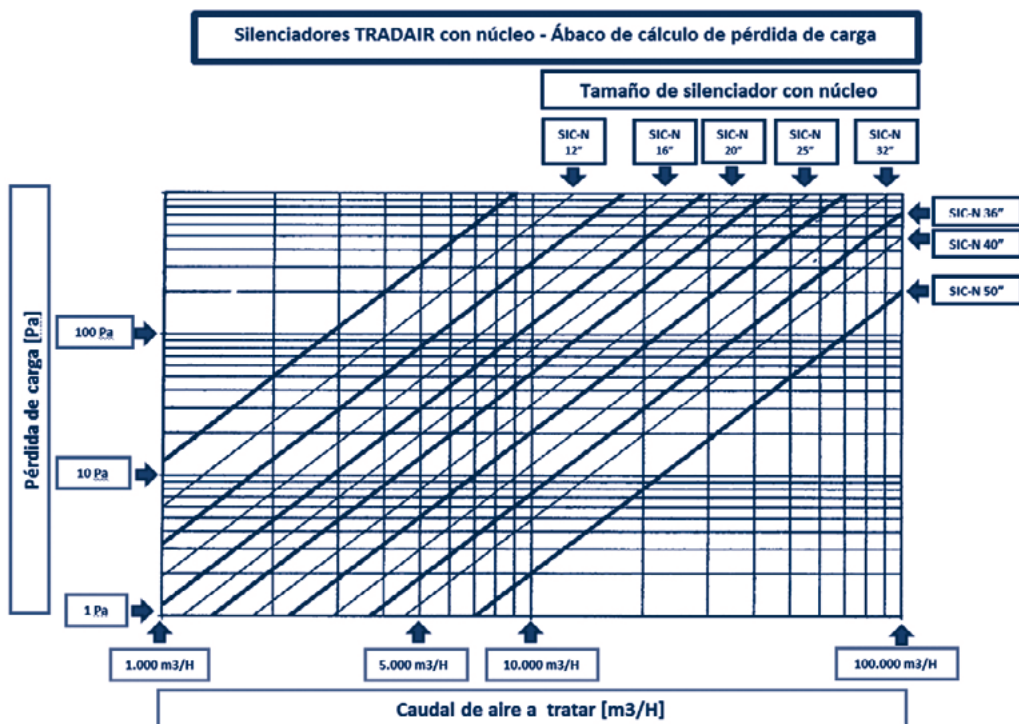 Silenciadores TRADAIR con núcleo - Ábaco de cálculo de pérdida de carga
Tamaño de silenciador con núcleo
SIC-N
12"
SIC-N
16"
SIC-N
20"
SIC-N
25"
SIC-N
32"
SIC-N 36"
SIC-N 40"
SIC-N 50"
Pérdida de carga [Pa]
100 Pa
10 Pa
1 Pa
1.000 m3/H
5.000 m3/H
10.000 m3/H
100.000 m3/H
Caudal de aire a tratar [m3/H]